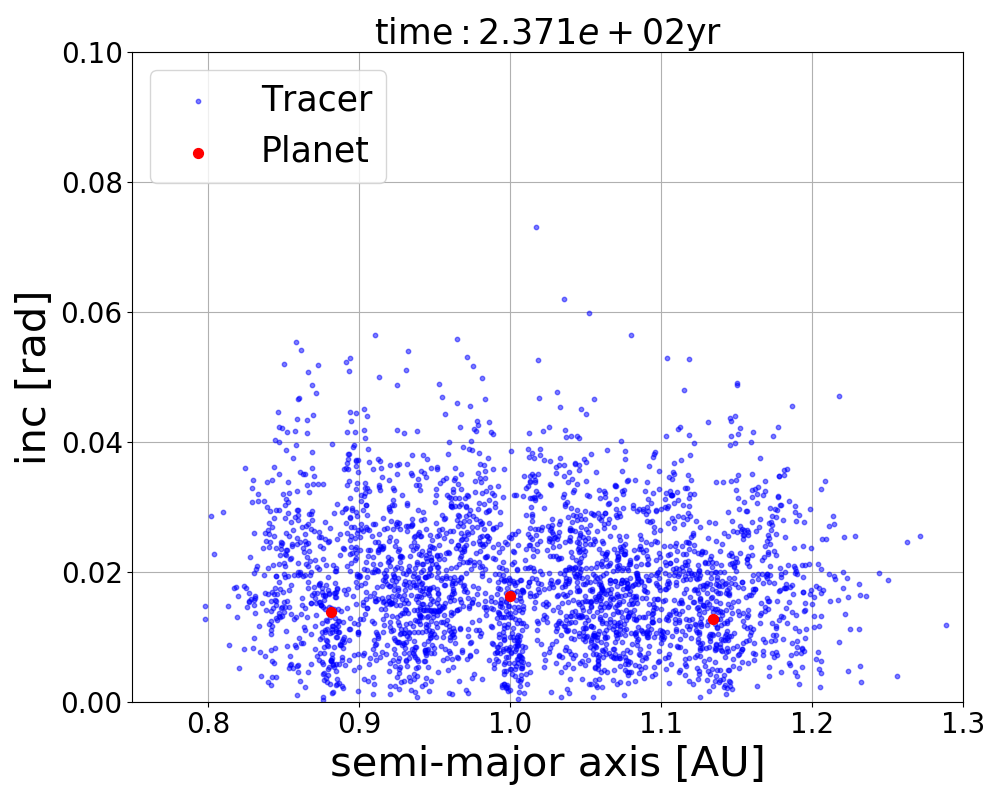 time : 2.371e + 02yr
0.10
0.08
0.06
0.04
0.02
0.00
Tracer
Planet
inc [rad]
0.8 0.9 1.0 1.1 1.2 1.3
semi-major axis [AU]